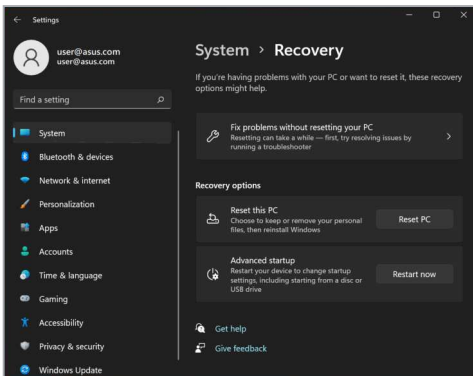 Settings
user@asus.com
user@asus.com
Find a setting
System
Bluetooth & devices
Network & internet
Personalization
Apps
Accounts
Time & language
Gaming
Accessibility
Privacy & security
Windows Update
System > Recovery
If you're having problems with your PC or want to reset it, these recovery
options might help.
Fix problems without resetting your PC
Resetting can take a while — first, try resolving issues by
running a troubleshooter
Recovery options
Reset this PC
Choose to keep or remove your personal
files, then reinstall Windows
Reset PC
Advanced startup
Restart your device to change startup
settings, including starting from a disc or
USB drive
Restart now
Get help
Give feedback